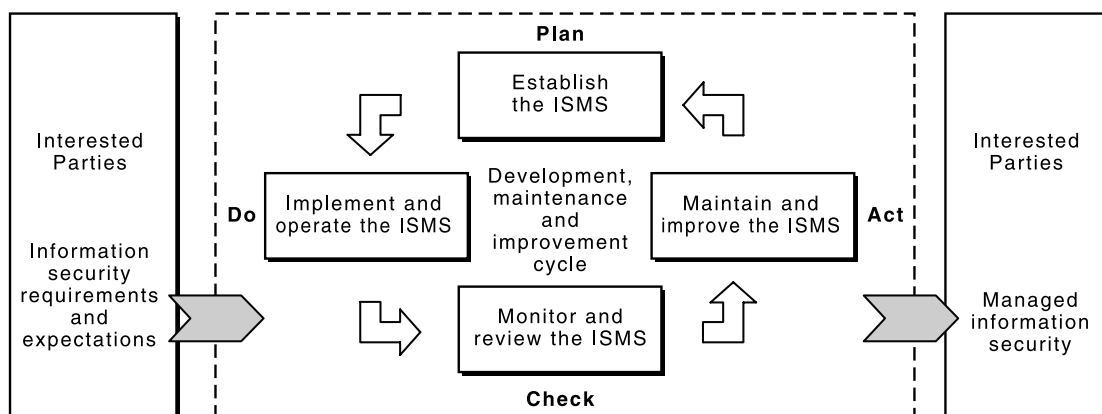 Interested
Parties
Information
security
requirements
and
expectations
Plan
Establish
the ISMS
Do
Implement and
operate the ISMS
Development,
maintenance
and
improvement
cycle
Maintain and
improve the ISMS
Act
Monitor and
review the ISMS
Check
Interested
Parties
Managed
information
security